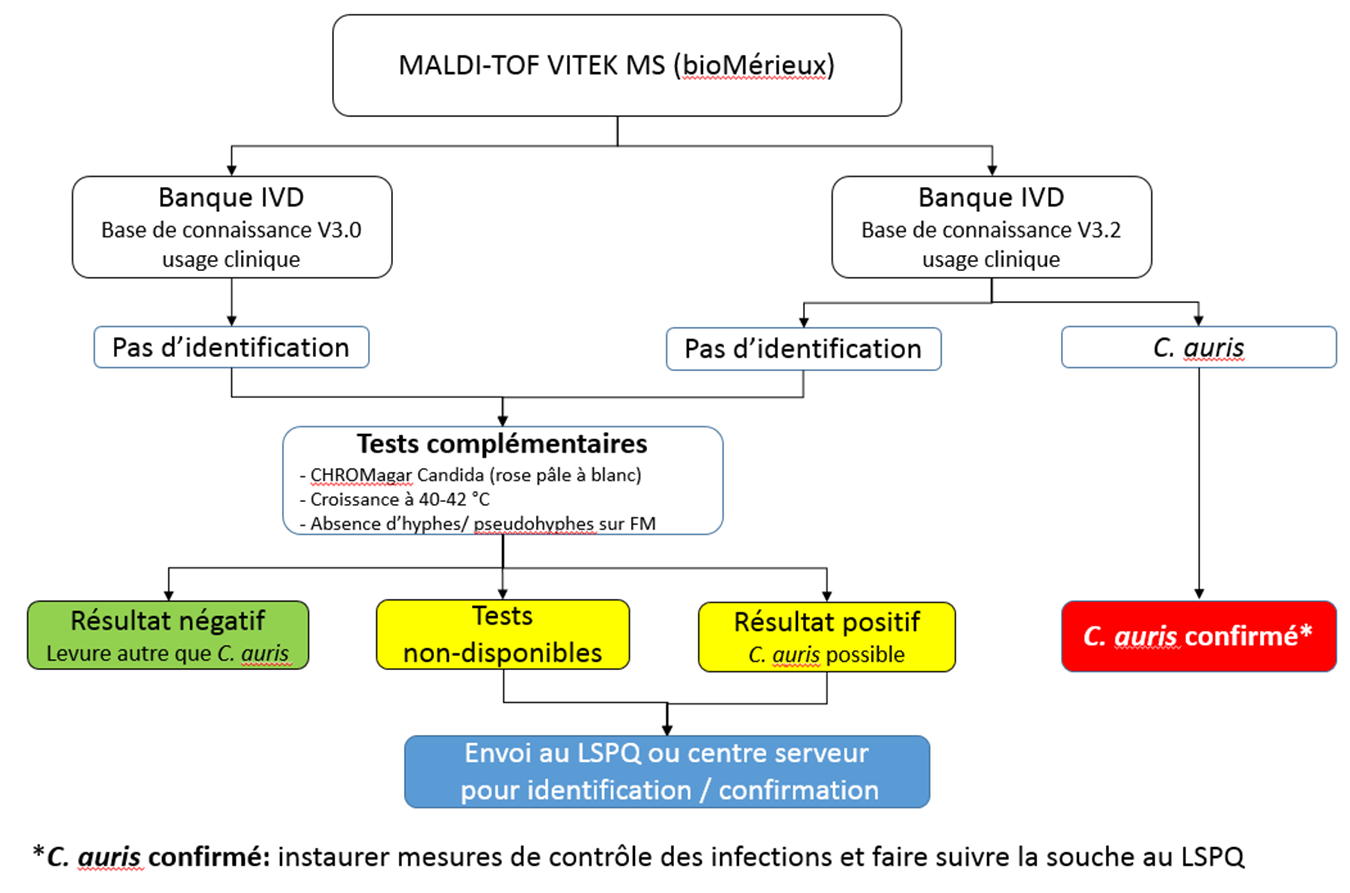 MALDI-TOF VITEK MS (bioMérieux)
Banque IVD
Base de connaissance V3.0
usage clinique
Banque IVD
Base de connaissance V3.2
usage clinique
Pas d’identification
Pas d’identification
C. auris
Tests complémentaires
- CHROMagar Candida (rose pâle à blanc)
- Croissance à 40-42 °C
- Absence d’hyphes/ pseudohyphes sur FM
Résultat négatif
Levure autre que C. auris
Tests
non-disponibles
Résultat positif
C. auris possible
C. auris confirmé*
Envoi au LSPQ ou centre serveur
pour identification / confirmation
*C. auris confirmé: instaurer mesures de contrôle des infections et faire suivre la souche au LSPQ